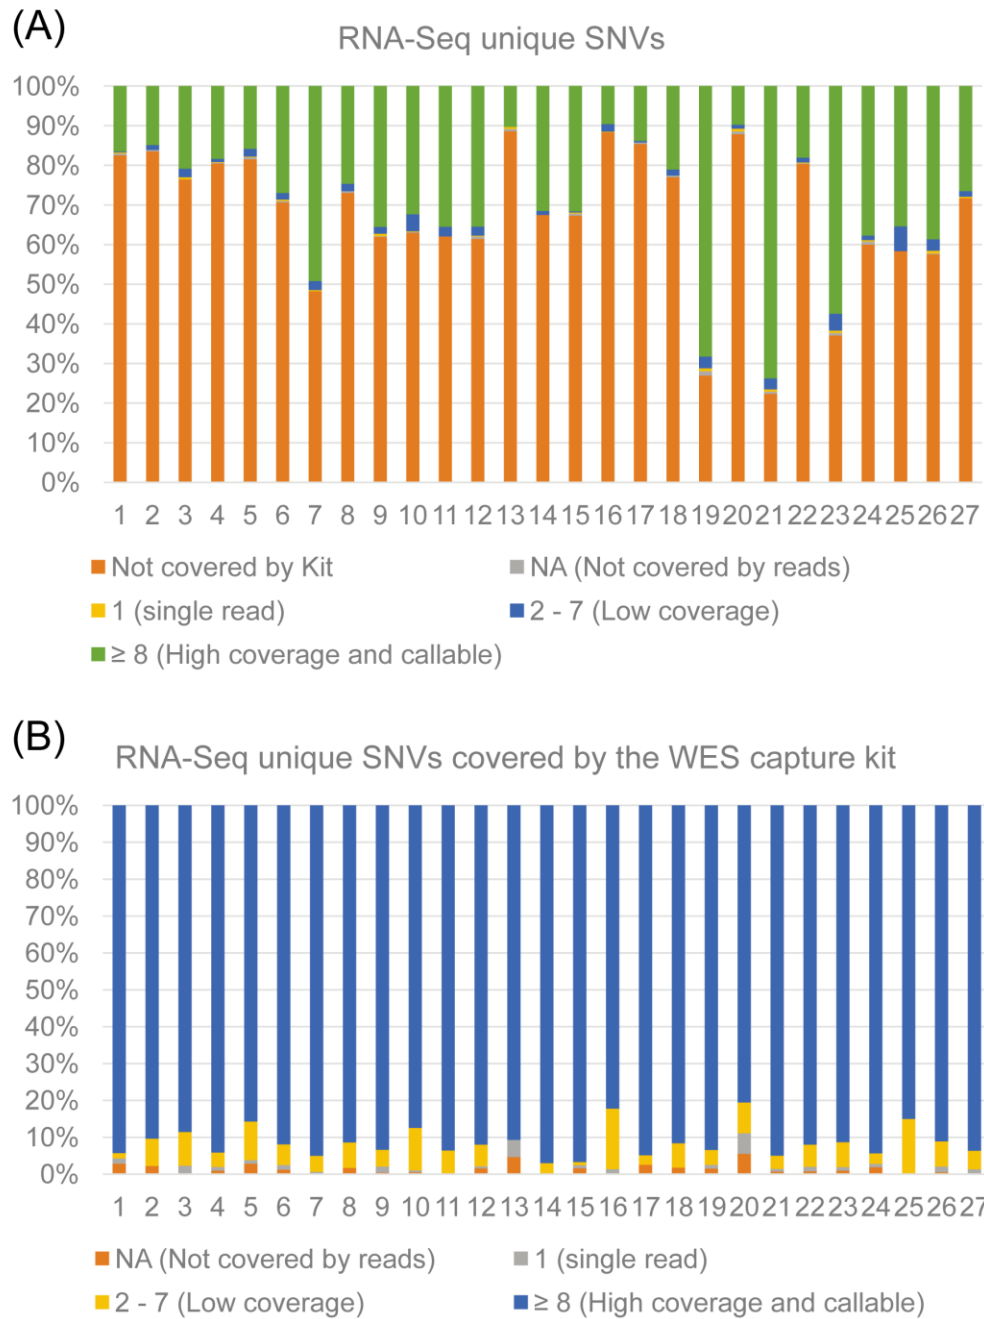 (A)
RNA-Seq unique SNVs
100%
90%
80%
70%
60%
50%
40%
30%
20%
10%
0%
1 2 3 4 5 6 7 8 9 10 11 12 13 14 15 16 17 18 19 20 21 22 23 24 25 26 27
Not covered by Kit NA (Not covered by reads)
1 (single read) 2 - 7 (Low coverage)
≥ 8 (High coverage and callable)
(B)
RNA-Seq unique SNVs covered by the WES capture kit
100%
90%
80%
70%
60%
50%
40%
30%
20%
10%
0%
1 2 3 4 5 6 7 8 9 10 11 12 13 14 15 16 17 18 19 20 21 22 23 24 25 26 27
NA (Not covered by reads) 1 (single read)
2 - 7 (Low coverage) ≥ 8 (High coverage and callable)